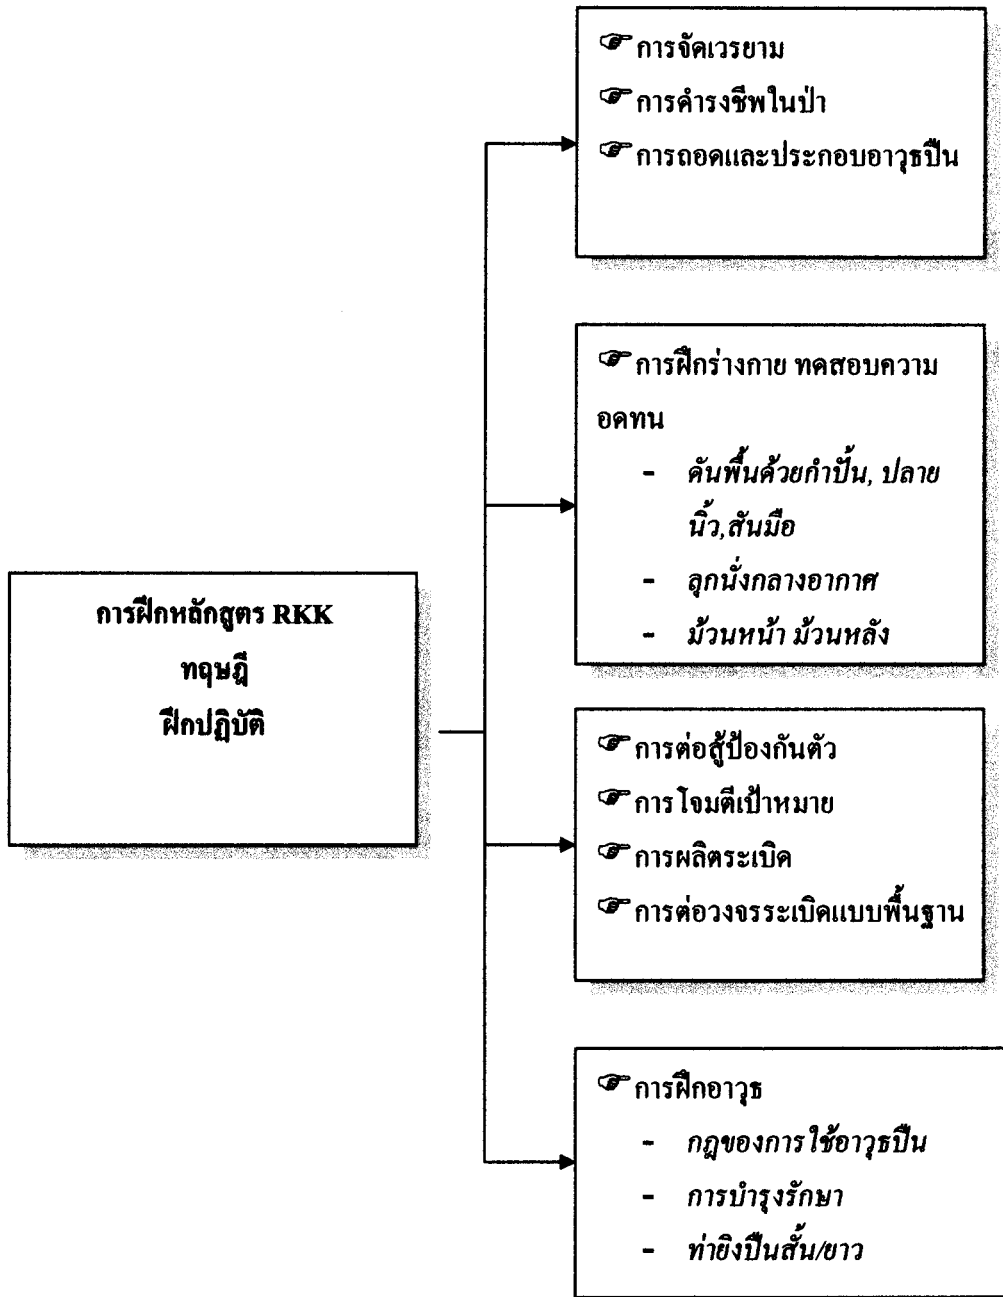 ☞ การจัดเวรยาม
☞ การดำรงชีพในป่า
☞ การถอดและประกอบอาวุธปืน
☞ การฝึกร่างกาย ทดสอบความ
อดทน
- ดันพื้นด้วยกำปั้น, ปลาย
นิ้ว,สันมือ
- ลุกนั่งกลางอากาศ
- ม้วนหน้า ม้วนหลัง
การฝึกหลักสูตร RKK
ทฤษฎี
ฝึกปฏิบัติ
☞ การต่อสู้ป้องกันตัว
☞ การโจมตีเป้าหมาย
☞ การผลิตระเบิด
☞ การต่อวงจรระเบิดแบบพื้นฐาน
☞ การฝึกอาวุธ
- กฎของการใช้อาวุธปืน
- การบำรุงรักษา
- ท่ายิงปืนสั้น/ยาว